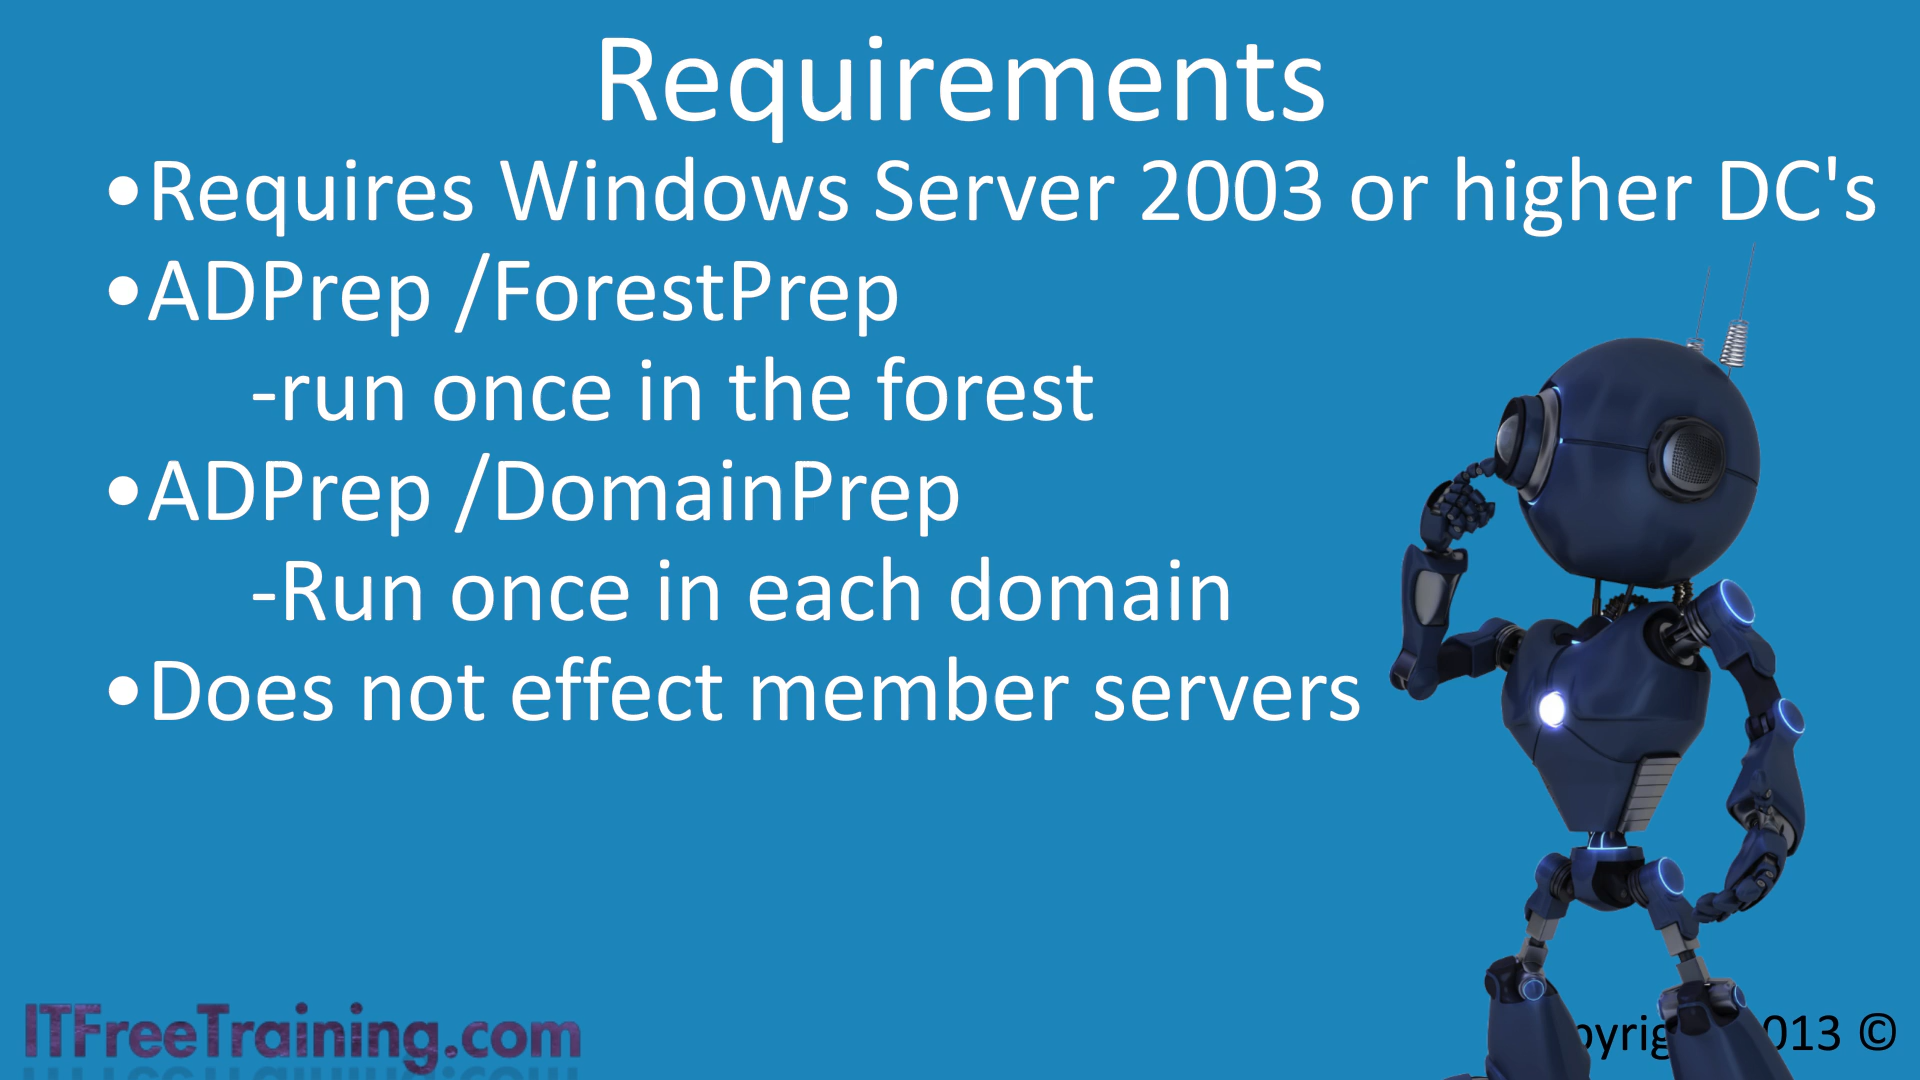 Requirements
•Requires Windows Server 2003 or higher DC's
•ADPrep /ForestPrep
-run once in the forest
•ADPrep /DomainPrep
-Run once in each domain
•Does not effect member servers
ITFreeTraining.com
©